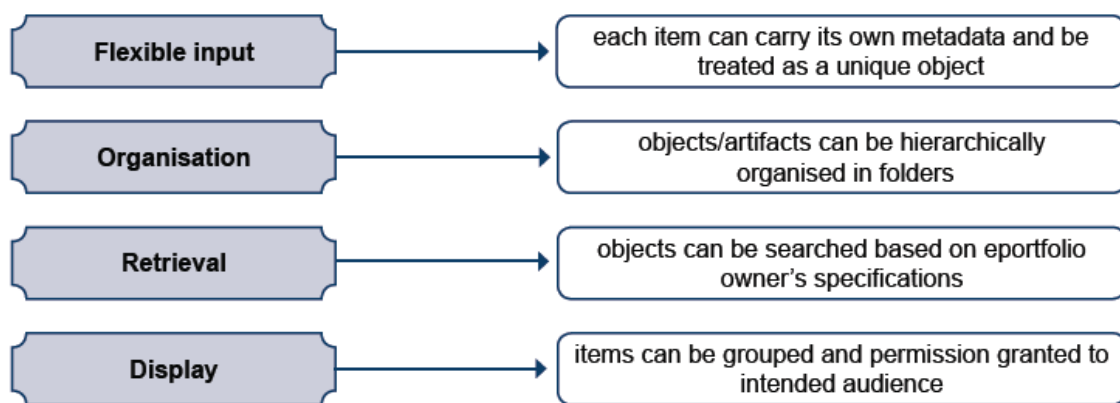 Flexible input
each item can carry its own metadata and be
treated as a unique object
Organisation
objects/artifacts can be hierarchically
organised in folders
Retrieval
objects can be searched based on eportfolio
owner's specifications
Display
items can be grouped and permission granted to
intended audience